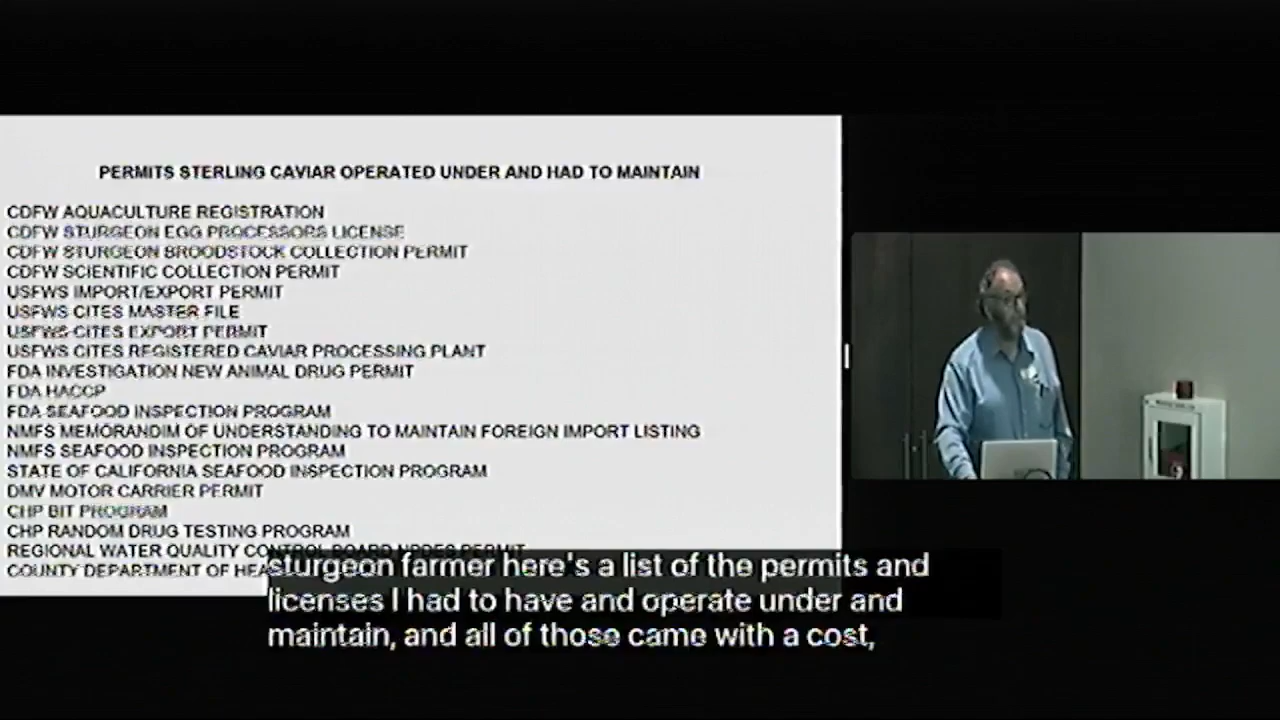 PERMITS STERLING CAVIAR OPERATED UNDER AND HAD TO MAINTAIN
CDFW AQUACULTURE REGISTRATION
CDFW STURGEON EGG PROCESSORS LICENSE
CDFW STURGEON BROODSTOCK COLLECTION PERMIT
CDFW SCIENTIFIC COLLECTION PERMIT
USFWS IMPORT/EXPORT PERMIT
USFWS CITES MASTER FILE
USFWS CITES EXPORT PERMIT
USFWS CITES REGISTERED CAVIAR PROCESSING PLANT
FDA INVESTIGATION NEW ANIMAL DRUG PERMIT
FDA HACCP
FDA SEAFOOD INSPECTION PROGRAM
NMFS MEMORANDIM OF UNDERSTANDING TO MAINTAIN FOREIGN IMPORT LISTING
NMFS SEAFOOD INSPECTION PROGRAM
STATE OF CALIFORNIA SEAFOOD INSPECTION PROGRAM
DMV MOTOR CARRIER PERMIT
CHP BIT PROGRAM
CHP RANDOM DRUG TESTING PROGRAM
REGIONAL WATER QUALITY CONTROL BOARD NPDES PERMIT
COUNTY DEPARTMENT OF
sturgeon farmer here's a list of the permits and
licenses I had to have and operate under and
maintain, and all of those came with a cost,